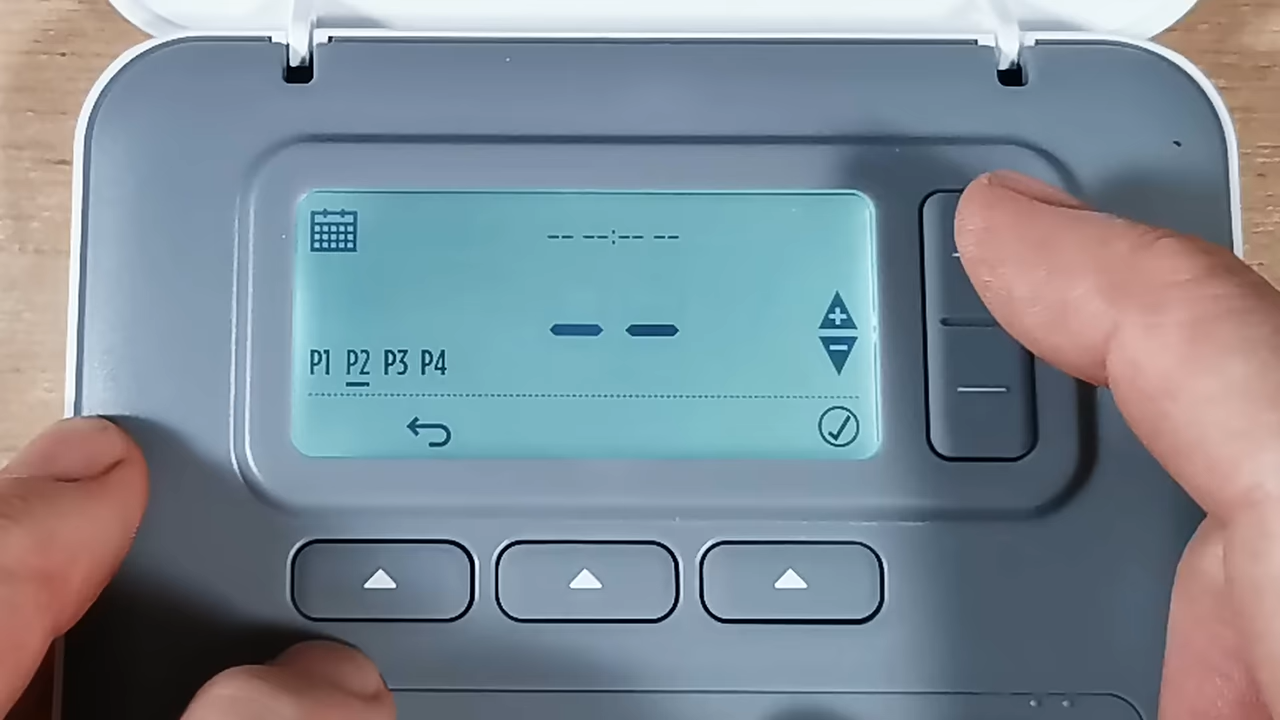 -- --:-- --
– –
+
P1 P2 P3 P4
–